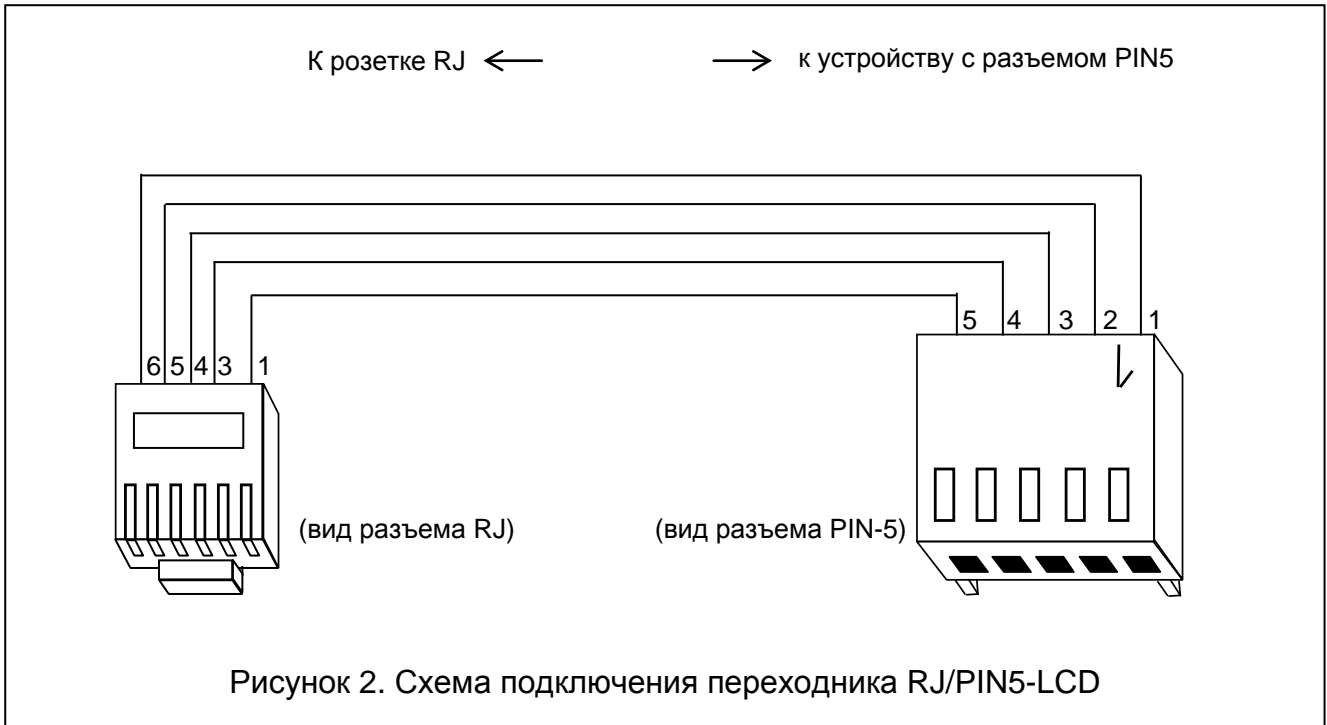 К розетке RJ
к устройству с разъемом PIN5
5 4 3 2 1
6 5 4 3 1
(вид разъема RJ)
(вид разъема PIN-5)
Рисунок 2. Схема подключения переходника RJ/PIN5-LCD